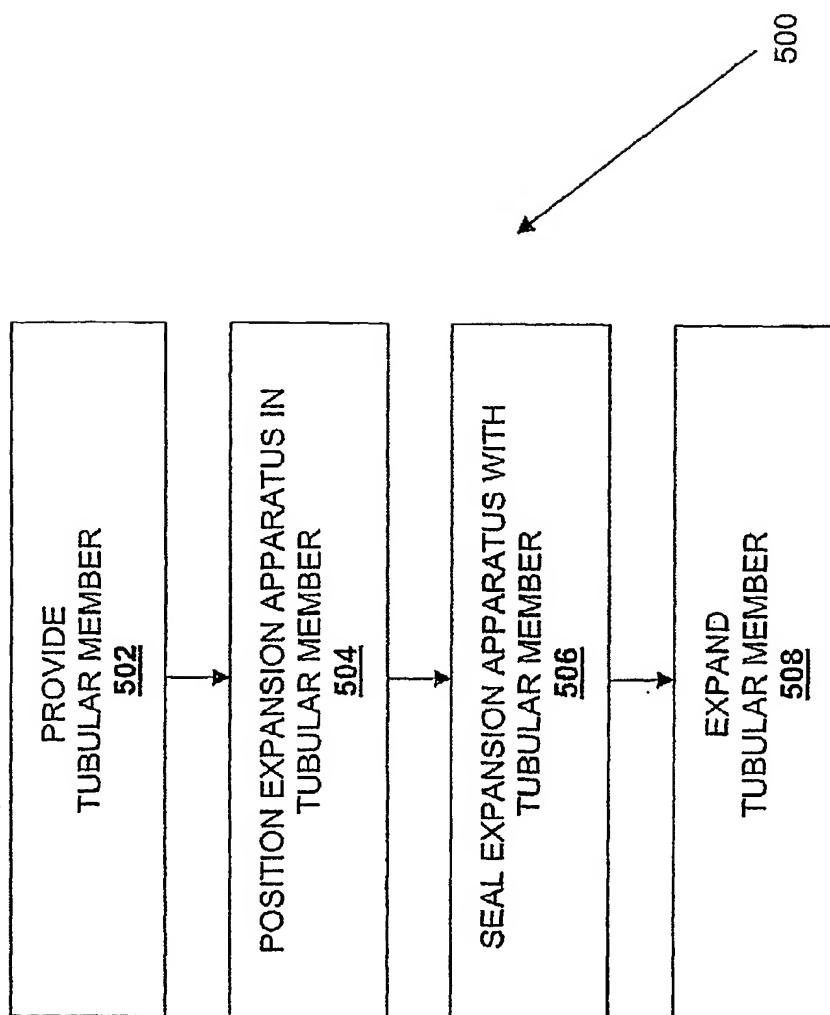 PROVIDE
TUBULAR MEMBER
502
POSITION EXPANSION APPARATUS IN
TUBULAR MEMBER
504
SEAL EXPANSION APPARATUS WITH
TUBULAR MEMBER
506
EXPAND
TUBULAR MEMBER
508
500